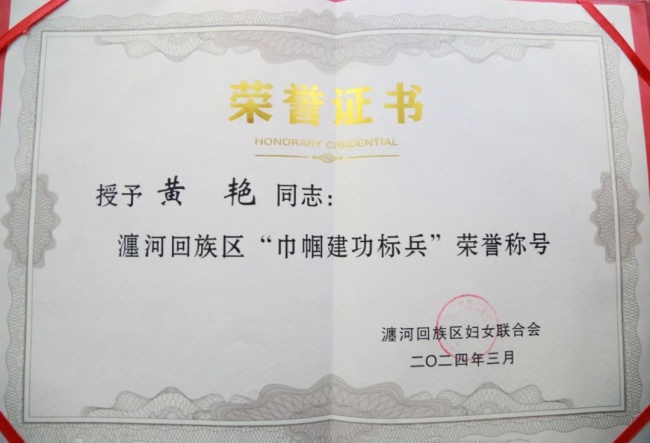 荣誉证书
HONORARY CREDENTIAL
授予 黄 艳 同志：
瀍河回族区“巾帼建功标兵”荣誉称号
瀍河回族区妇女联合会
二〇二四年三月